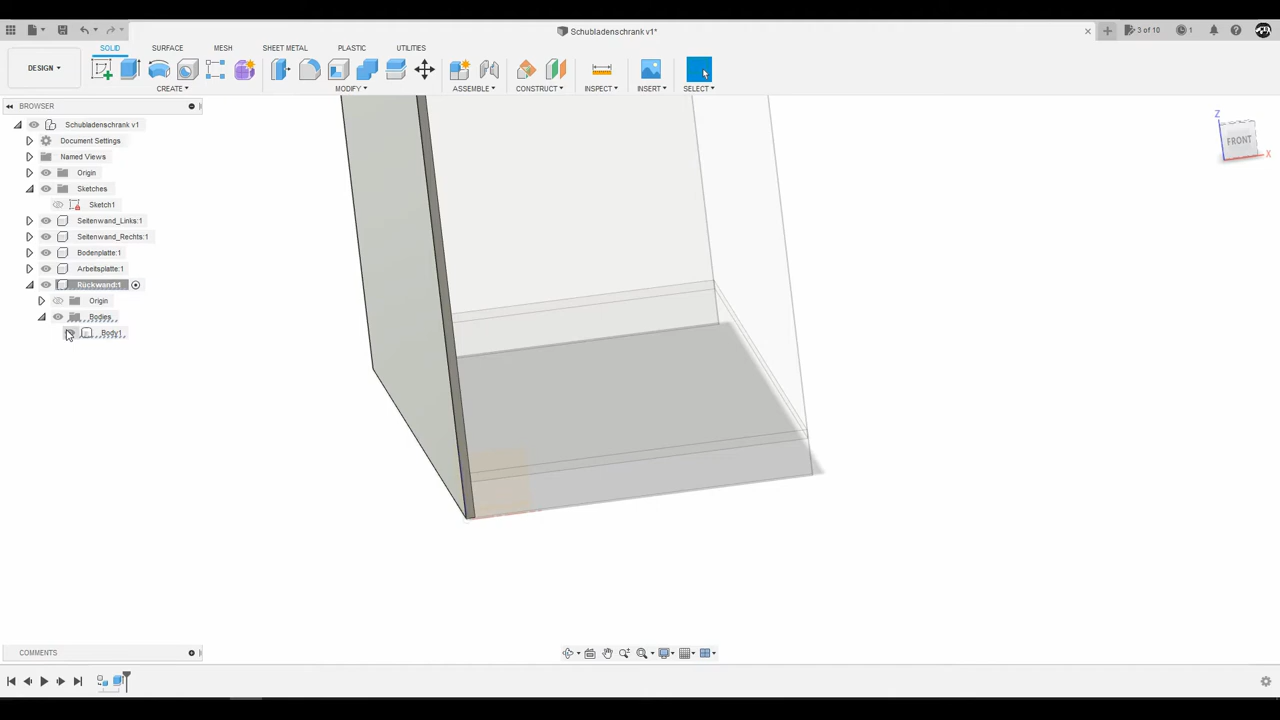 Schubladenschrank v1*
3 of 10
1
DESIGN
SOLID
SURFACE
MESH
SHEET METAL
PLASTIC
UTILITIES
CREATE
MODIFY
ASSEMBLE
CONSTRUCT
INSPECT
INSERT
SELECT
BROWSER
Schubladenschrank v1
Document Settings
Named Views
Origin
Sketches
Sketch1
Seitenwand_Links:1
Seitenwand_Rechts:1
Bodenplatte:1
Arbeitsplatte:1
Rückwand:1
Origin
Bodies
Body1
Z
FRONT
X
COMMENTS